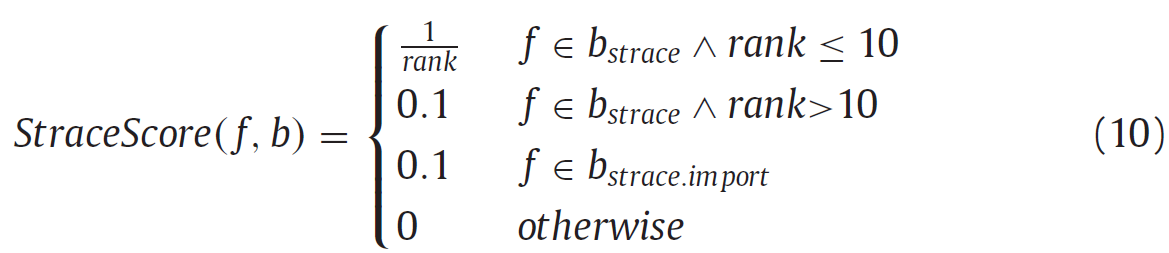 1/rank f ∈ b_strace ∧ rank ≤ 10
0.1 f ∈ b_strace ∧ rank>10
StraceScore(f, b) = { (10)
0.1 f ∈ b_strace.import
0 otherwise